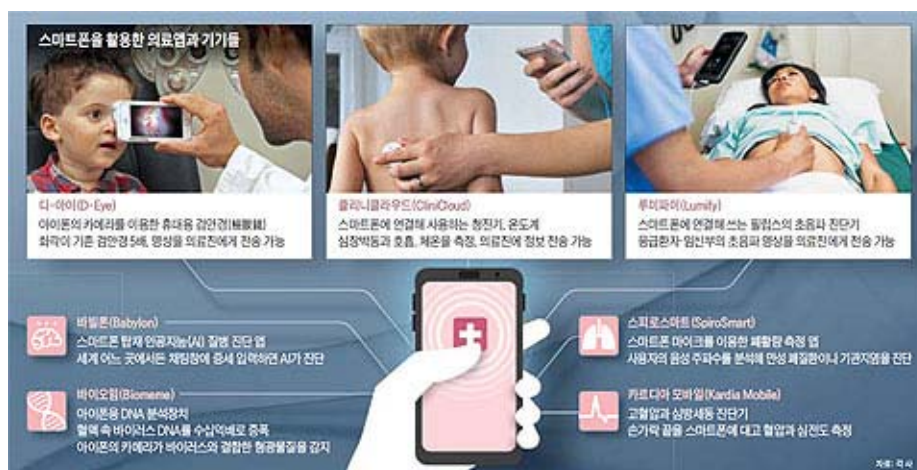 스마트폰을 활용한 의료앱과 기기들
디-아이(D-Eye)
아이폰의 카메라를 이용한 휴대용 검안경(檢眼鏡)
화각이 기존 검안경 5배, 영상을 의료진에게 전송 가능
클리니클라우드(CliniCloud)
스마트폰에 연결해 사용하는 청진기, 온도계
심장박동과 호흡, 체온을 측정, 의료진에 정보 전송 가능
루미파이(Lumify)
스마트폰에 연결해 쓰는 필립스의 초음파 진단기
응급환자·임신부의 초음파 영상을 의료진에게 전송 가능
바빌론(Babylon)
스마트폰 탑재 인공지능(AI) 질병 진단 앱
세계 어느 곳에서든 채팅창에 증세 입력하면 AI가 진단
바이오밈(Biomeme)
아이폰용 DNA 분석장치
혈액 속 바이러스 DNA를 수십억배로 증폭
아이폰의 카메라가 바이러스와 결합한 형광물질을 감지
스피로스마트(SpiroSmart)
스마트폰 마이크를 이용한 폐활량 측정 앱
사용자의 음성 주파수를 분석해 만성 폐질환이나 기관지염을 진단
카르디아 모바일(Kardia Mobile)
고혈압과 심방세동 진단기
손가락 끝을 스마트폰에 대고 혈압과 심전도 측정
자료: 각 사